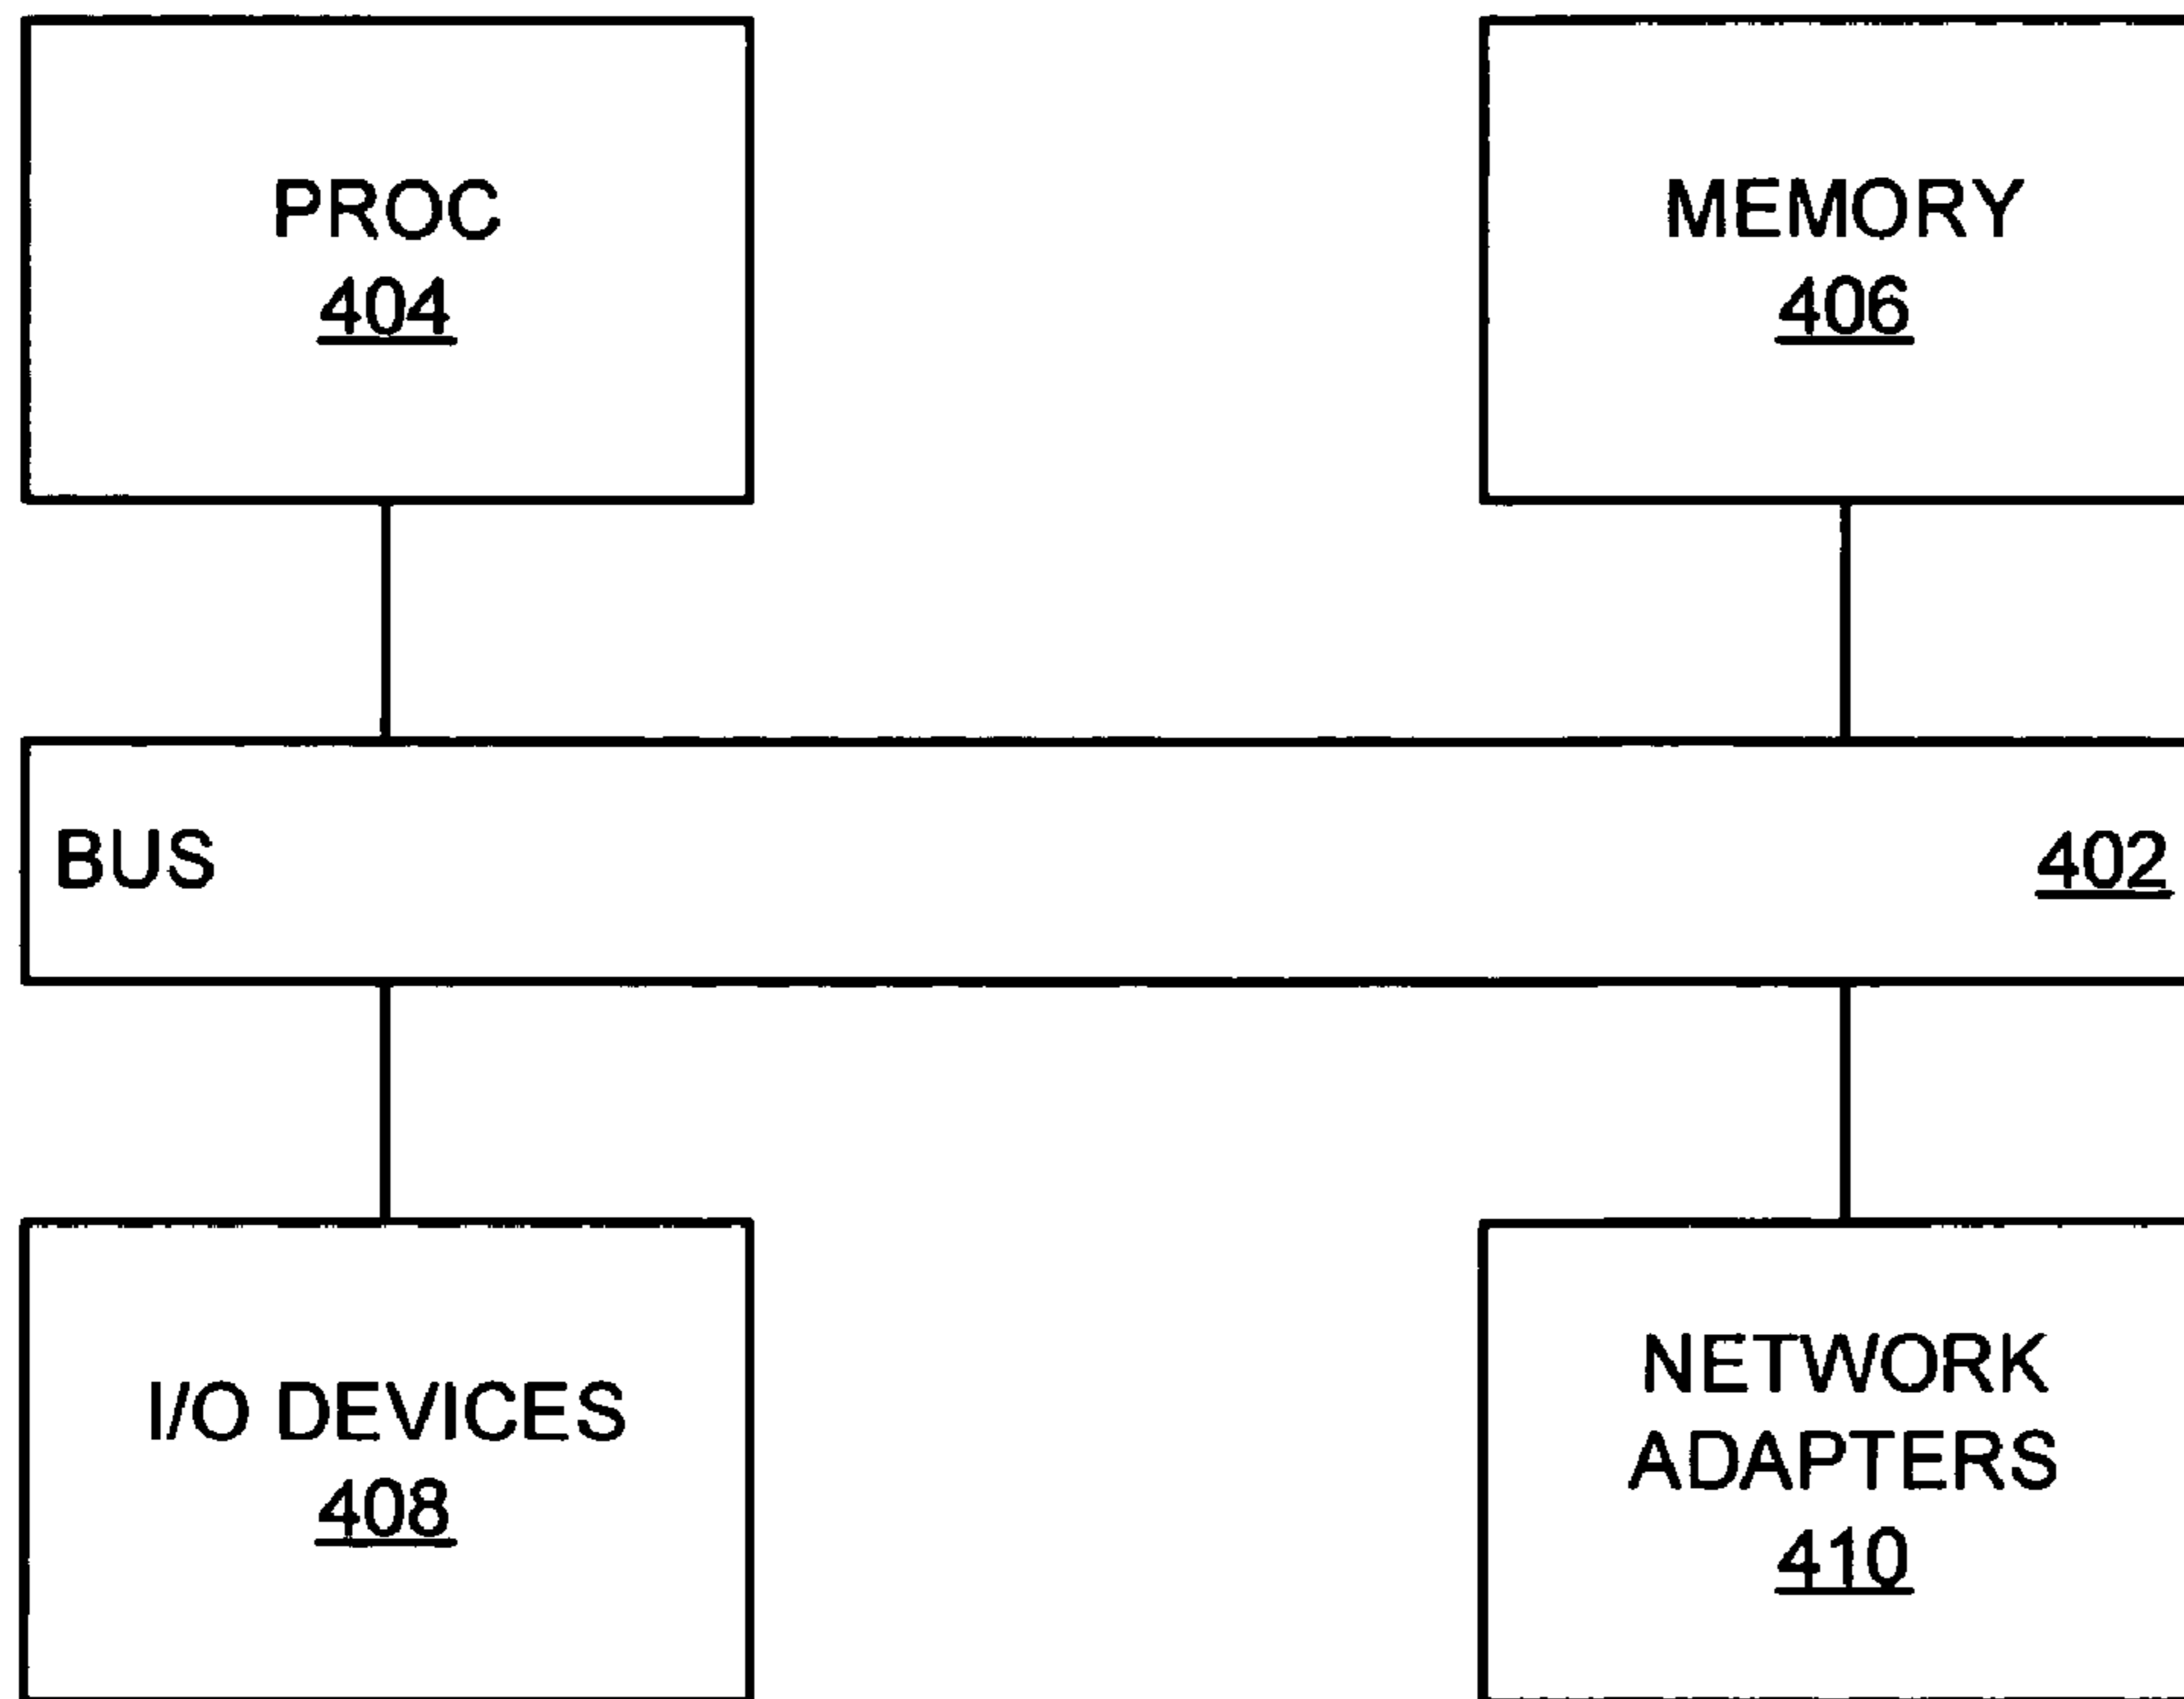 PROC
404
MEMORY
406
BUS
402
I/O DEVICES
408
NETWORK
ADAPTERS
410